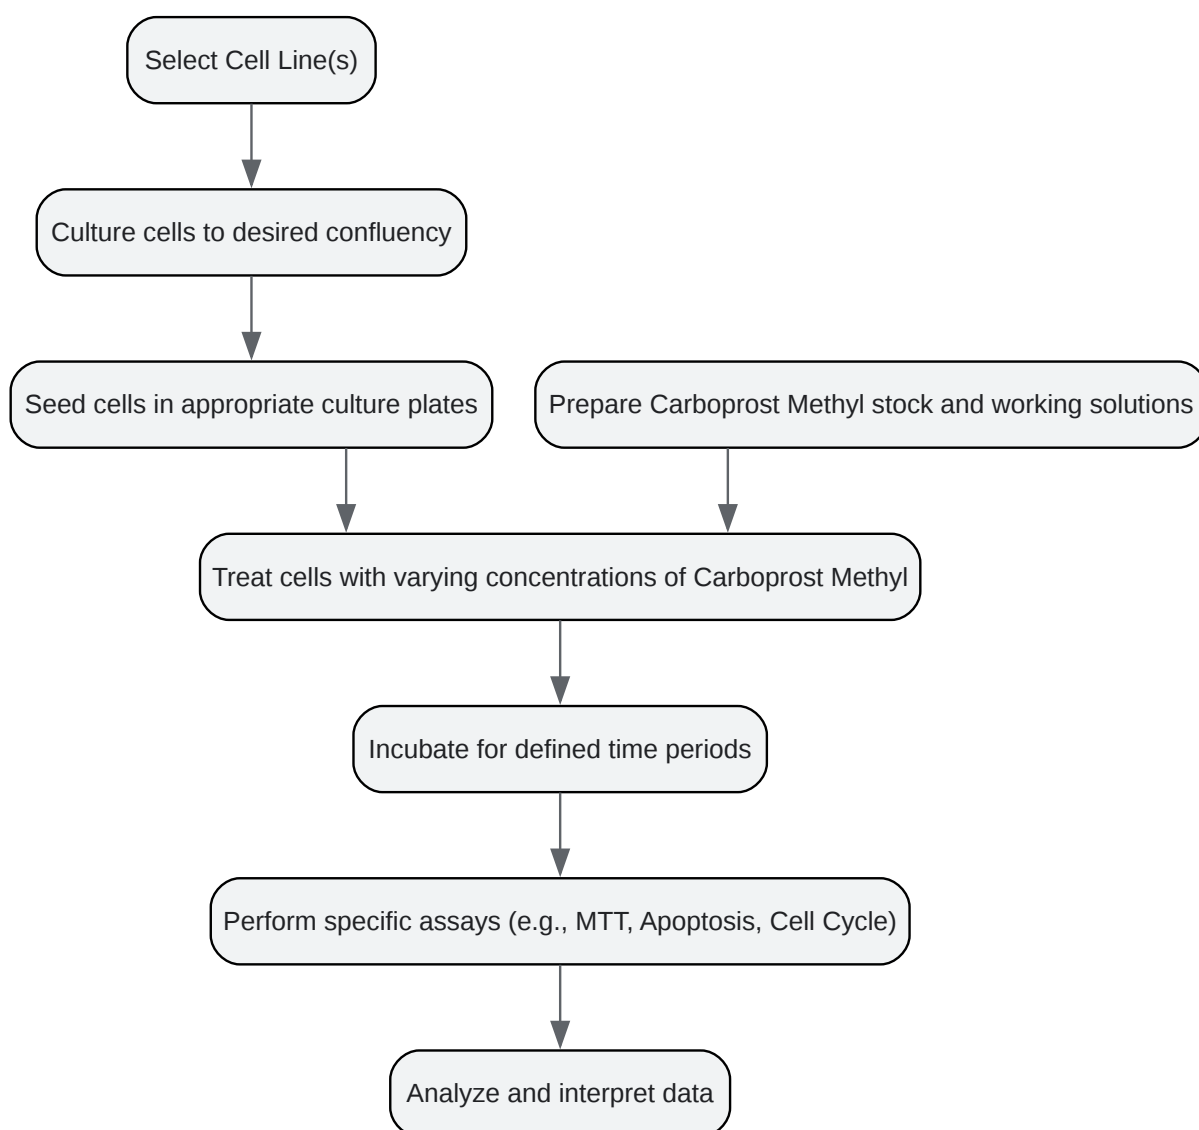 Select Cell Line(s)
Culture cells to desired confluency
Seed cells in appropriate culture plates
Prepare Carboprost Methyl stock and working solutions
Treat cells with varying concentrations of Carboprost Methyl
Incubate for defined time periods
Perform specific assays (e.g., MTT, Apoptosis, Cell Cycle)
Analyze and interpret data